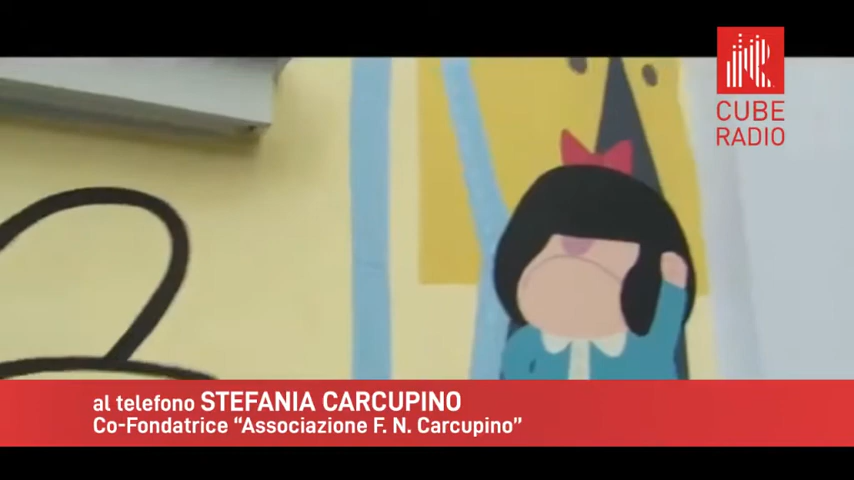 CUBE
RADIO
al telefono STEFANIA CARCUPINO
Co-Fondatrice “Associazione F. N. Carcupino”